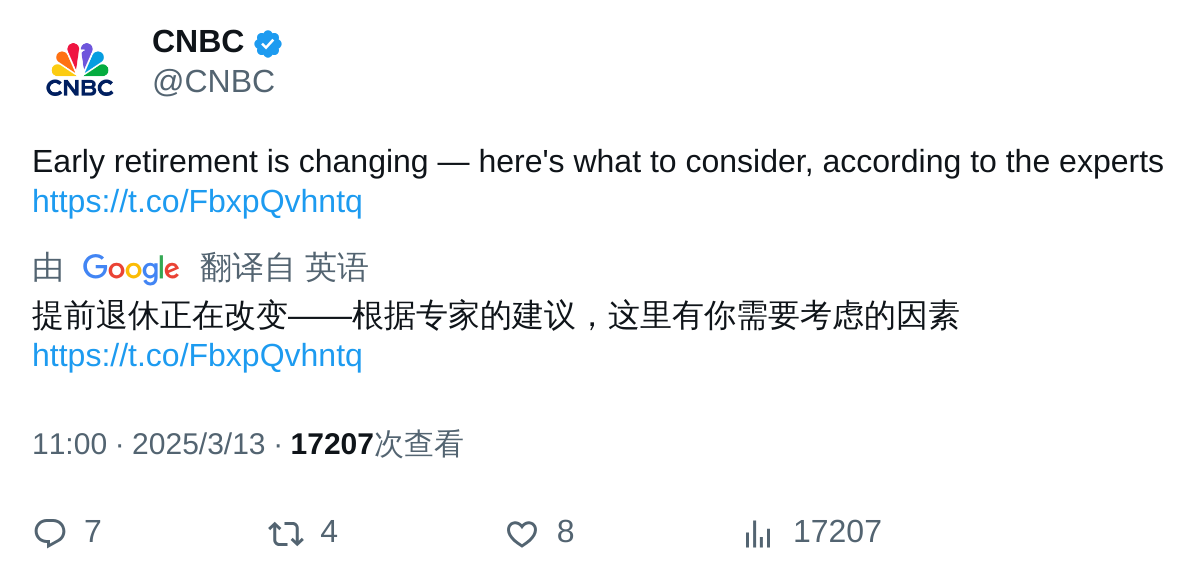 CNBC
CNBC
@CNBC
Early retirement is changing — here's what to consider, according to the experts
https://t.co/FbxpQvhntq
由 Google 翻译自 英语
提前退休正在改变——根据专家的建议，这里有你需要考虑的因素
https://t.co/FbxpQvhntq
11:00 · 2025/3/13 · 17207次查看
7 4 8 17207